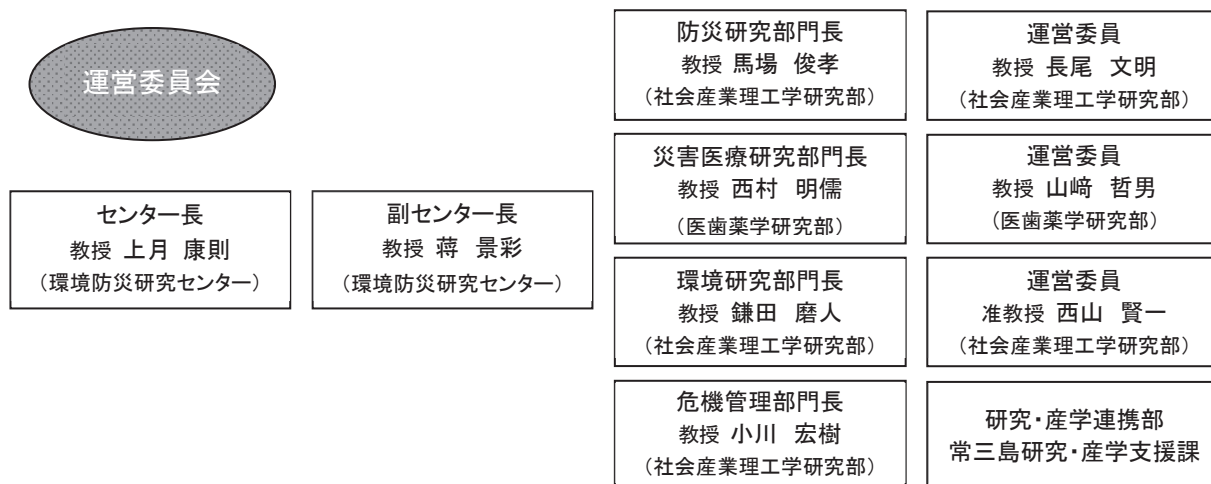 運営委員会
センター長
教授 上月 康則
（環境防災研究センター）
副センター長
教授 蒋 景彩
（環境防災研究センター）
防災研究部門長
教授 馬場 俊孝
（社会産業理工学研究部）
災害医療研究部門長
教授 西村 明儒
（医歯薬学研究部）
環境研究部門長
教授 鎌田 磨人
（社会産業理工学研究部）
危機管理部門長
教授 小川 宏樹
（社会産業理工学研究部）
運営委員
教授 長尾 文明
（社会産業理工学研究部）
運営委員
教授 山﨑 哲男
（医歯薬学研究部）
運営委員
准教授 西山 賢一
（社会産業理工学研究部）
研究・産学連携部
常三島研究・産学支援課